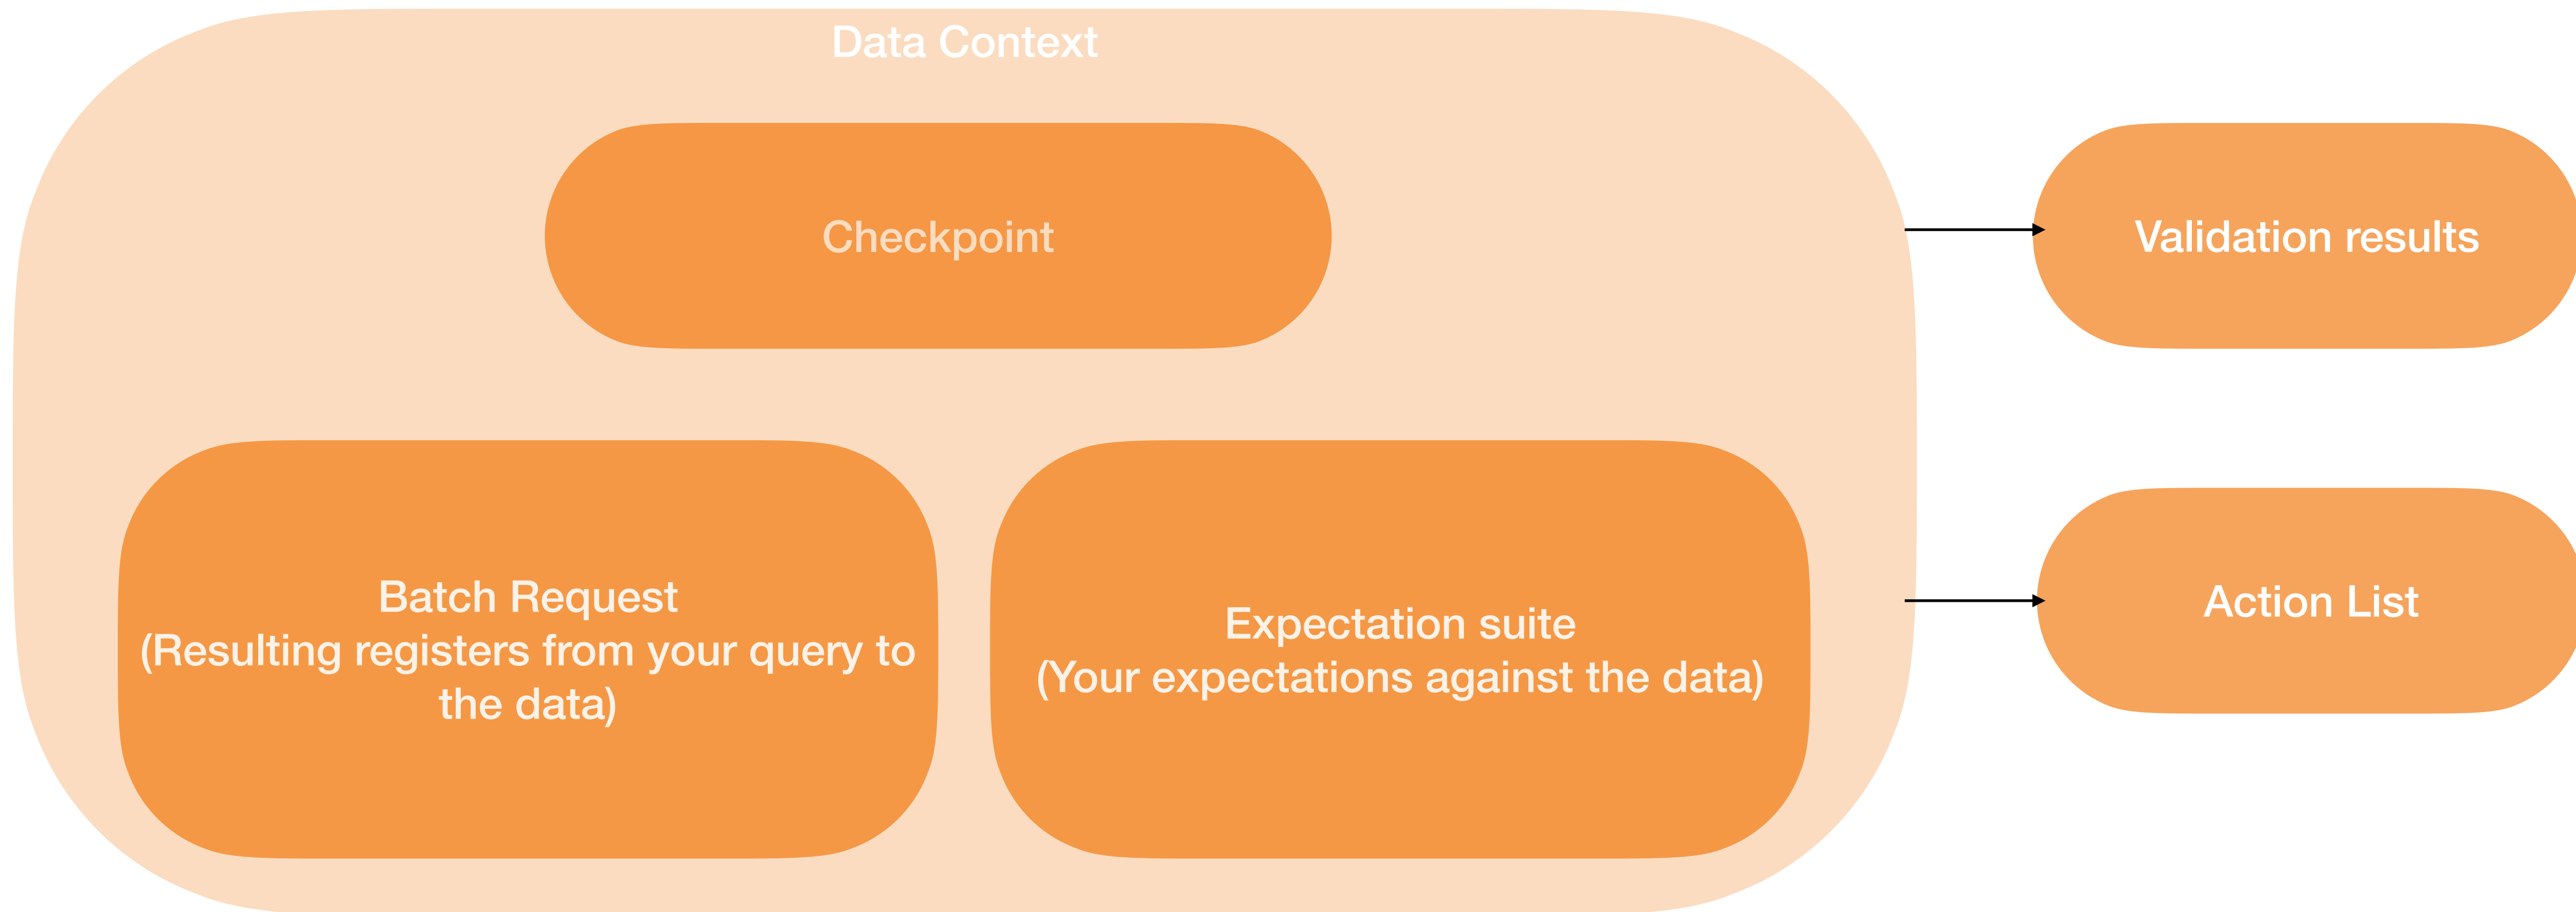 Data Context
Checkpoint
Validation results
Batch Request
(Resulting registers from your query to
the data)
Expectation suite
(Your expectations against the data)
Action List